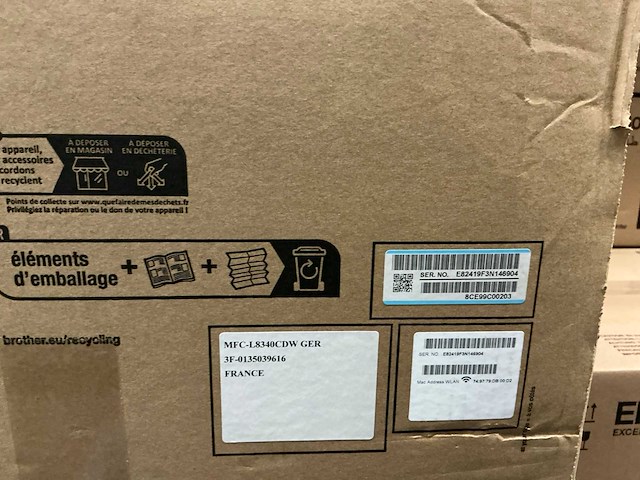 appareil,
accessoires
cordons
recyclent
À DÉPOSER
EN MAGASIN
OU
À DÉPOSER
EN DÉCHÈTERIE
Points de collecte sur www.quefairedemesdechets.fr
Privilégiez la réparation ou le don de votre appareil !
éléments
d'emballage
+
+
brother.eu/recycling
SER. NO. E82419F3N146904
8CE99C00203
MFC-L8340CDW GER
3F-0135039616
FRANCE
SER. NO. E82419F3N146904
Mac Address WLAN